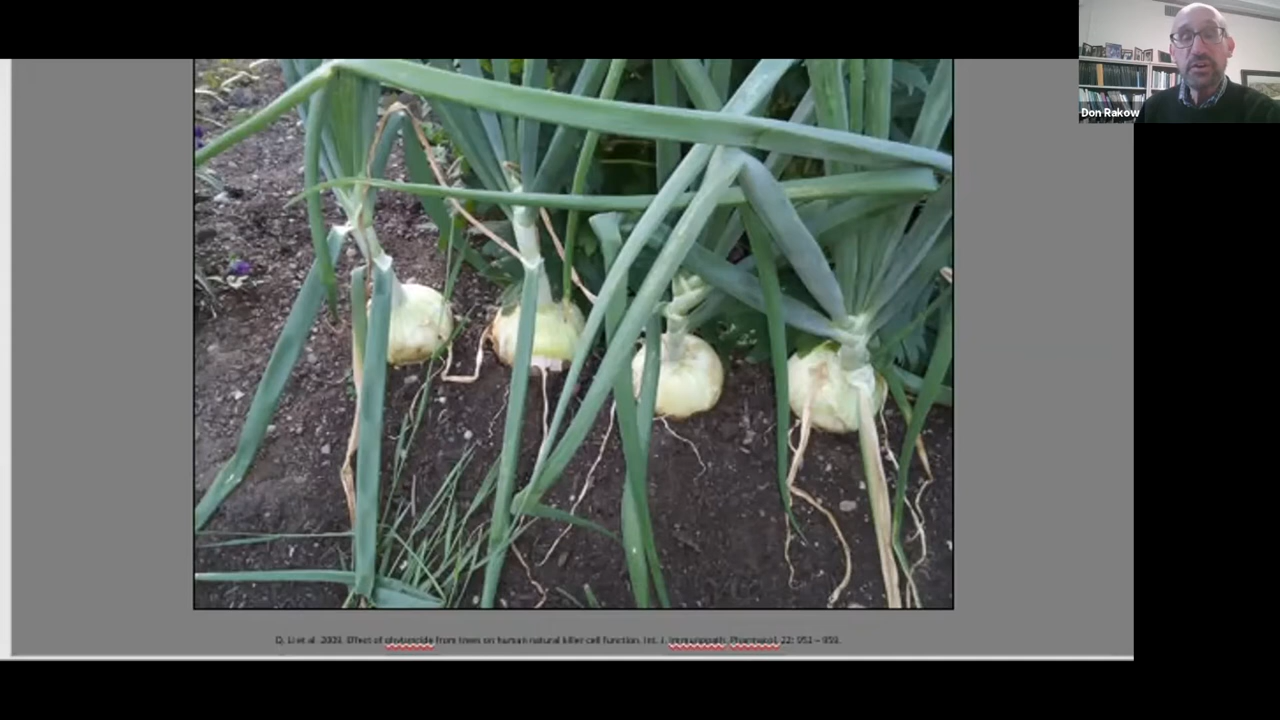 Don Rakow
Q. Li et al. 2009. Effect of phytoncide from trees on human natural killer cell function. Int. J. Immunopath. Pharmacol. 22: 951 – 959.